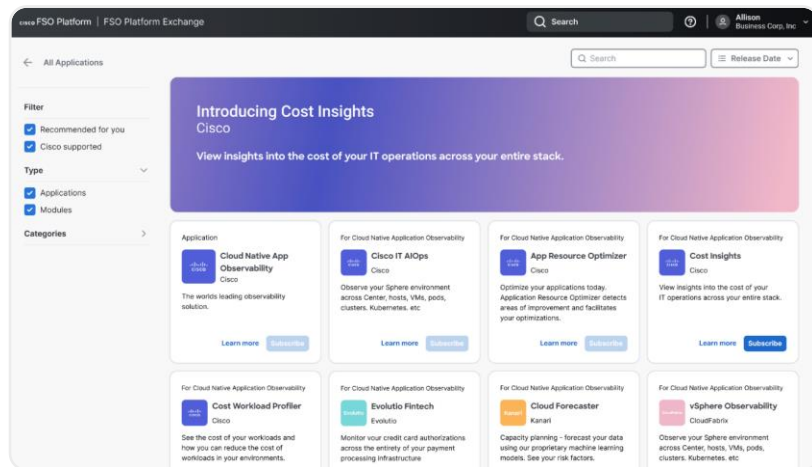 CISCO FSO Platform | FSO Platform Exchange
Search
Allison
Business Corp, Inc
All Applications
Search
Release Date
Filter
Recommended for you
Cisco supported
Type
Applications
Modules
Categories
Introducing Cost Insights
Cisco
View insights into the cost of your IT operations across your entire stack.
Application
Cloud Native App
Observability
Cisco
The worlds leading observability
solution.
Learn more
Subscribe
For Cloud Native Application Observability
Cisco IT AIOps
Cisco
Observe your Sphere environment
across Center, hosts, VMs, pods,
clusters. Kubemetes. etc
Learn more
Subscribe
For Cloud Native Application Observability
App Resource Optimizer
Cisco
Optimize your applications today.
Application Resource Optimizer detects
areas of improvement and facilitates
your optimizations.
Learn more
Subscribe
For Cloud Native Application Observability
Cost Insights
Cisco
View insights into the cost of your
IT operations across your entire stack.
Learn more
Subscribe
For Cloud Native Application Observability
Cost Workload Profiler
Cisco
See the cost of your workloads and
how you can reduce the cost of
workloads in your environments.
For Cloud Native Application Observability
Evolutio Fintech
Evolutio
Monitor vour credit card authorizations
across the entirety of your payment
processing infrastructure
For Cloud Native Application Observability
Cloud Forecaster
Kanari
Capacity planning - forecast your data
using our proprietary machine learning
models. See your risk factors.
For Cloud Native Application Observability
vSphere Observability
CloudFabrix
Observe your Sphere environment
across Center, hosts, VMs, pods,
clusters. Kubernetes. etc